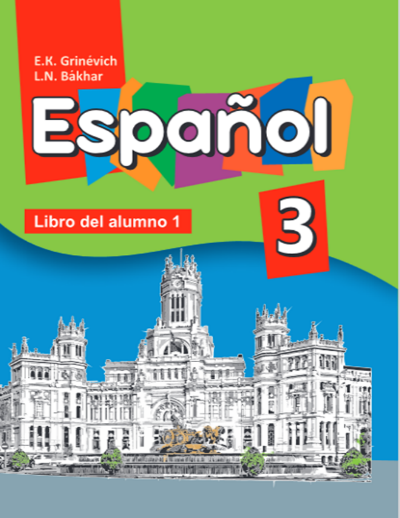 E.K. Grinévich
L.N. Bákhar
Español
Libro del alumno 1
3